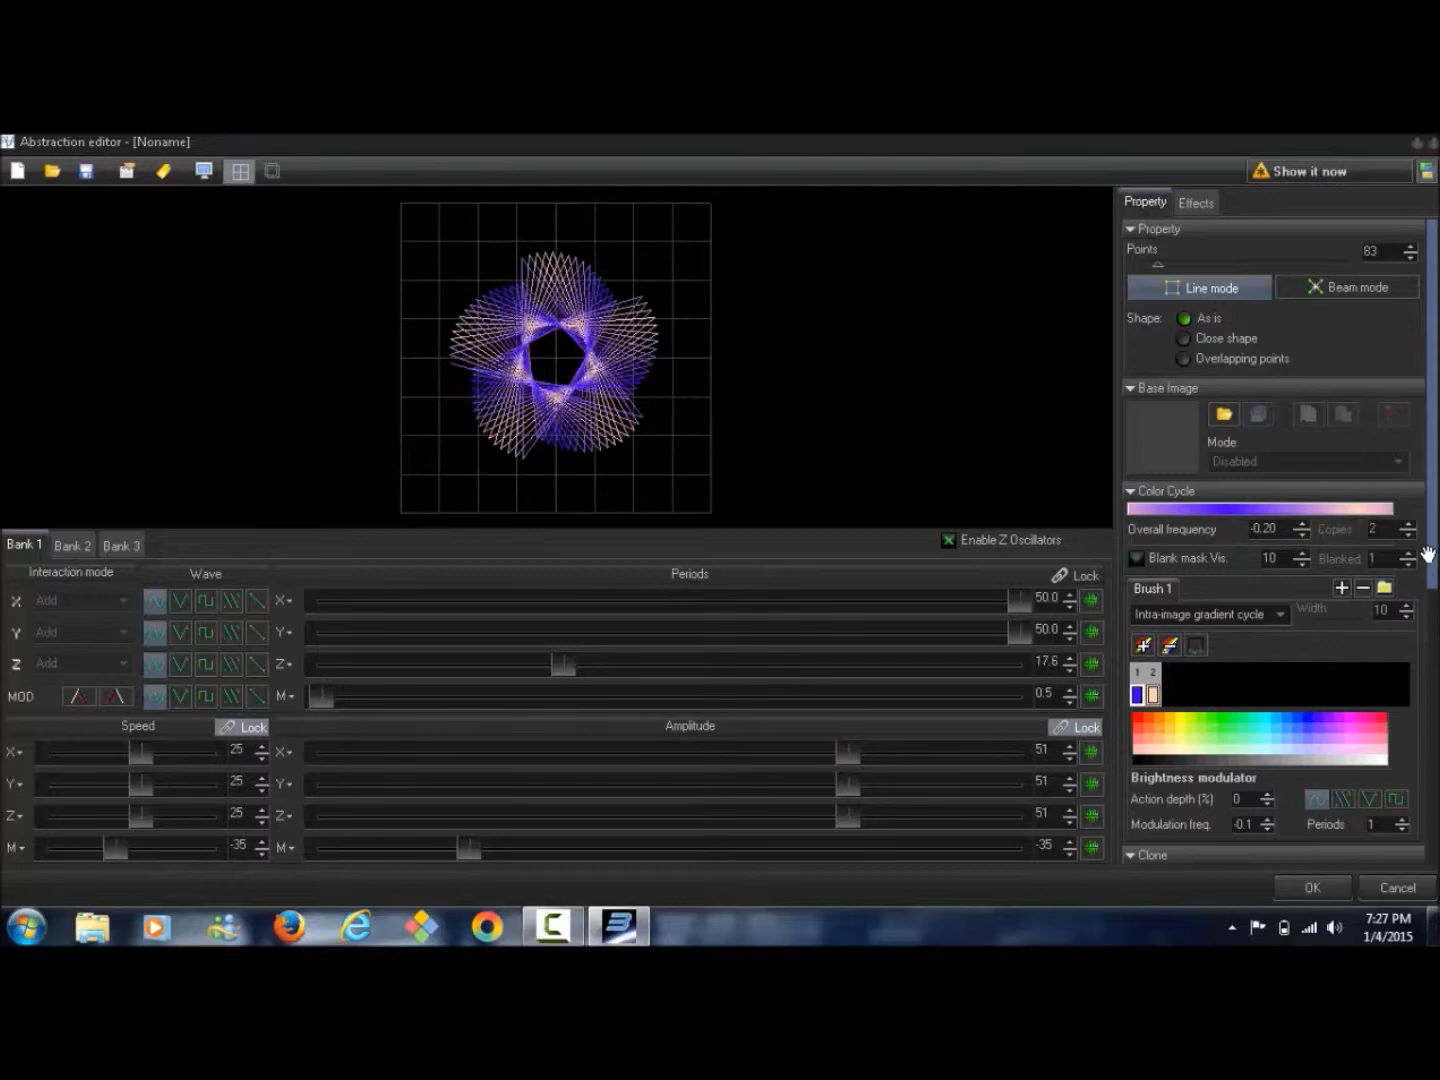 Abstraction editor - [Noname]
Show it now
Property Effects
Property
Points 83
Line mode Beam mode
Shape: As is
Close shape
Overlapping points
Base Image
Mode
Disabled
Color Cycle
Overall frequency -0.20 Copies 2
Blank mask Vis. 10 Blanked 1
Brush 1
Intra-image gradient cycle Width 10
1 2
Brightness modulator
Action depth (%) 0
Modulation freq. -0.1 Periods 1
Clone
OK Cancel
Bank 1 Bank 2 Bank 3 Enable Z Oscillators
Interaction mode Wave Periods Lock
X Add X 50.0
Y Add Y 50.0
Z Add Z 17.6
MOD M 0.5
Speed Lock Amplitude Lock
X 25 X 51
Y 25 Y 51
Z 25 Z 51
M -35 M -35
7:27 PM
1/4/2015